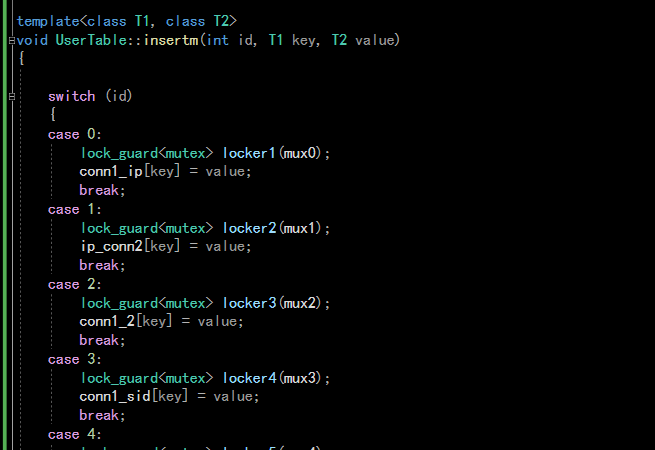 template<class T1, class T2>
void UserTable::insertm(int id, T1 key, T2 value)
{
switch (id)
{
case 0:
lock_guard<mutex> locker1(mux0);
conn1_ip[key] = value;
break;
case 1:
lock_guard<mutex> locker2(mux1);
ip_conn2[key] = value;
break;
case 2:
lock_guard<mutex> locker3(mux2);
conn1_2[key] = value;
break;
case 3:
lock_guard<mutex> locker4(mux3);
conn1_sid[key] = value;
break;
case 4: